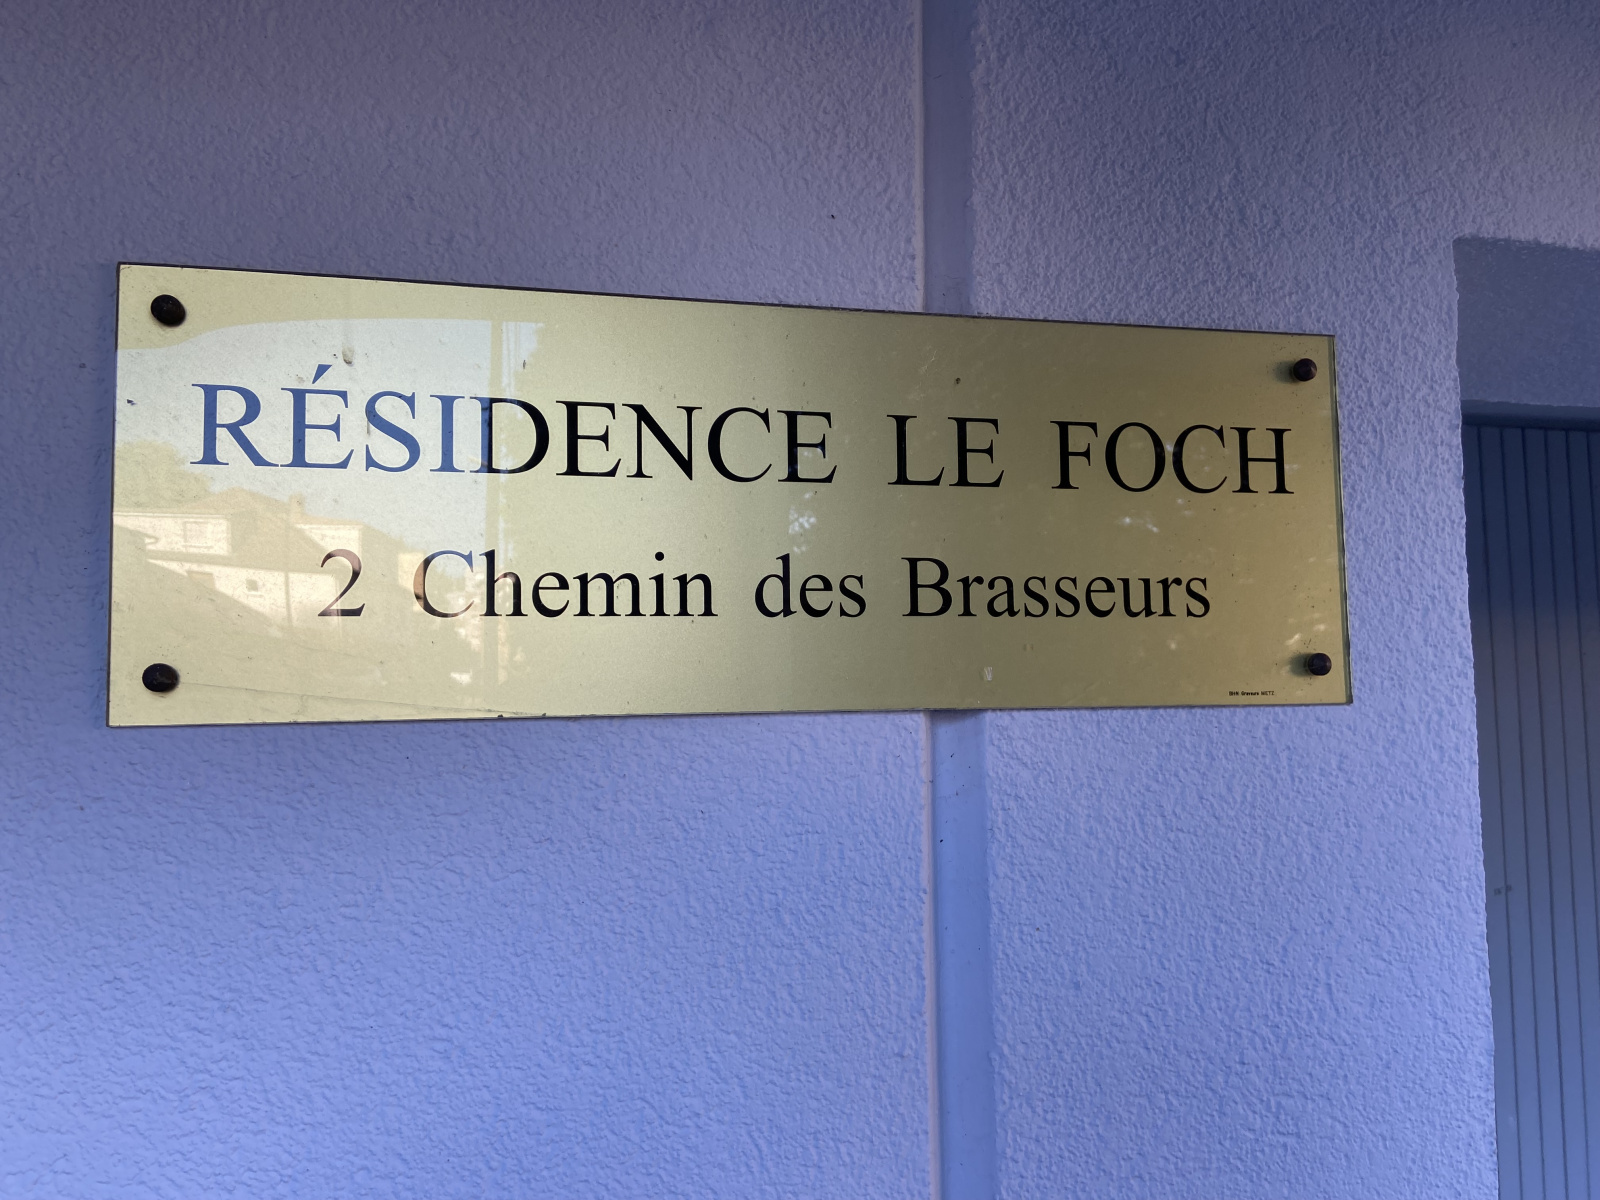 RÉSIDENCE LE FOCH
2 Chemin des Brasseurs